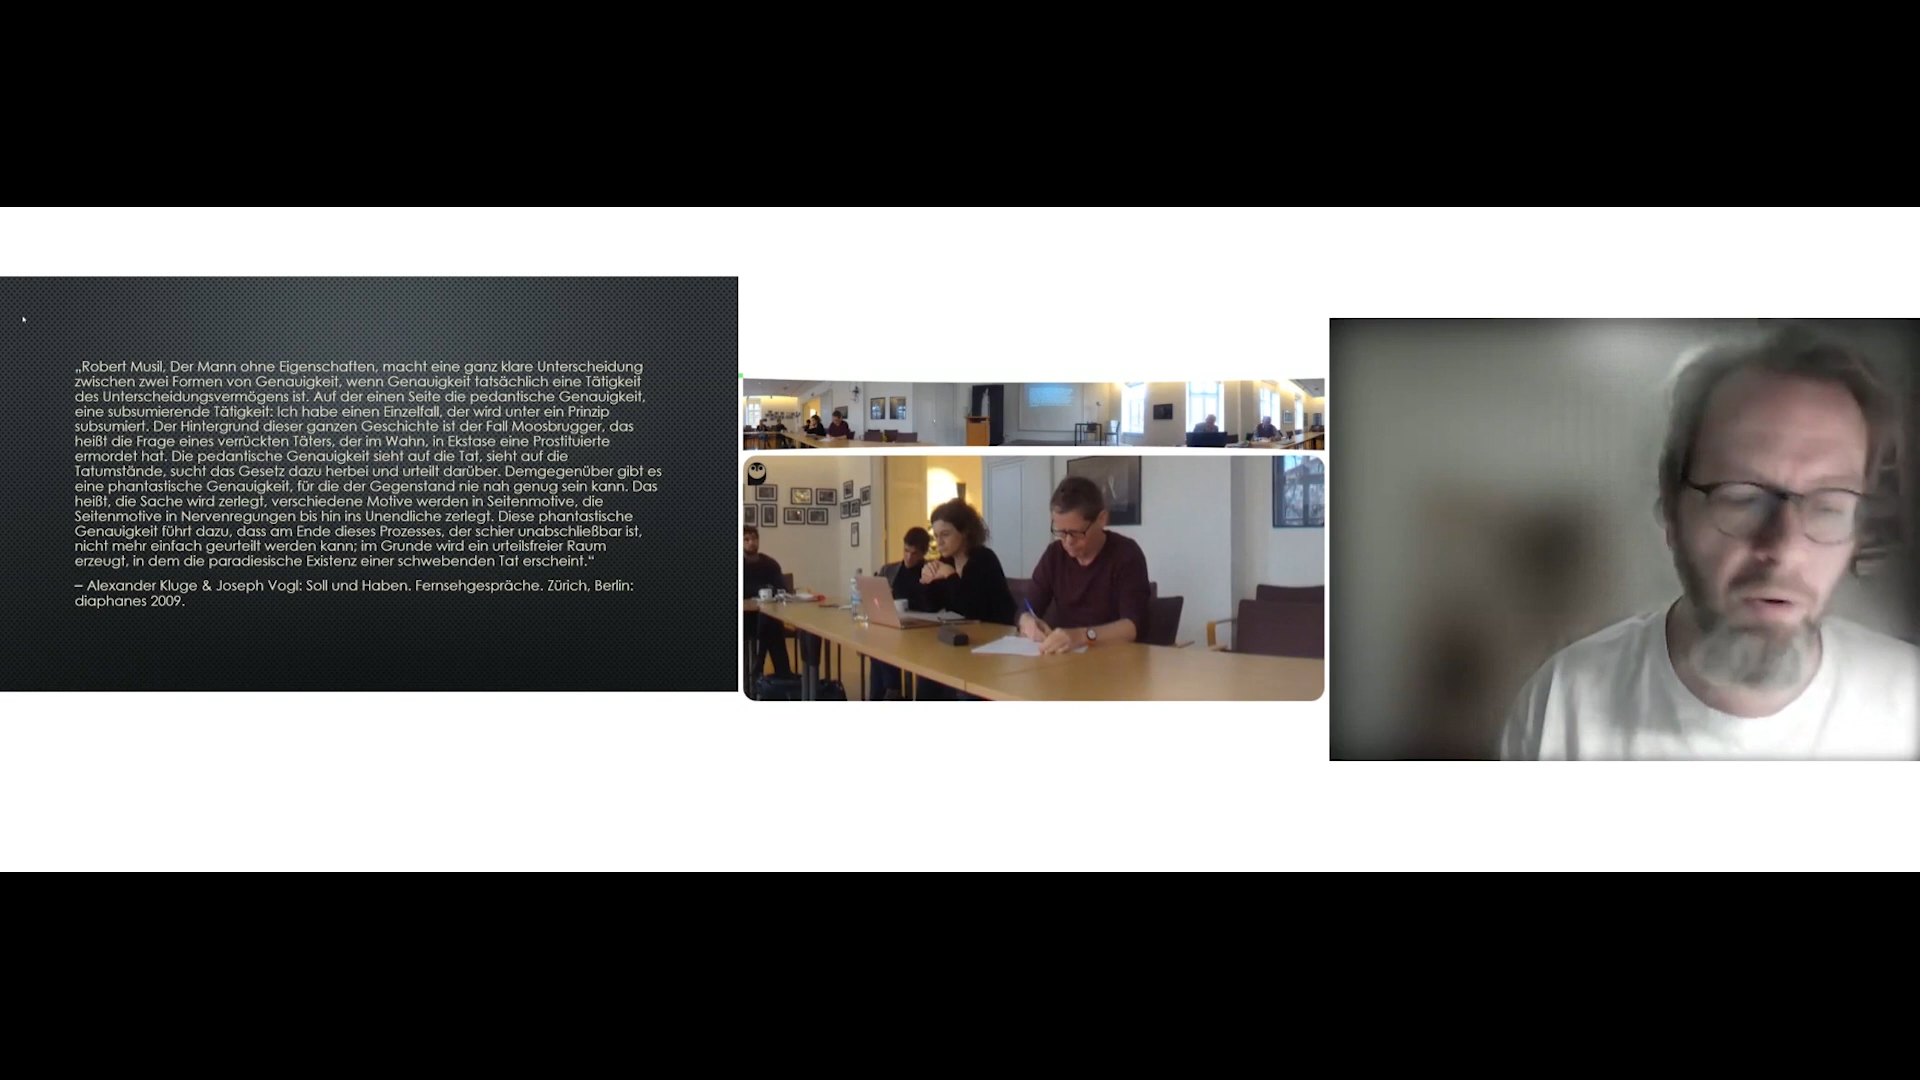 „Robert Musil, Der Mann ohne Eigenschaften, macht eine ganz klare Unterscheidung
zwischen zwei Formen von Genauigkeit, wenn Genauigkeit tatsächlich eine Tätigkeit
des Unterscheidungsvermögens ist. Auf der einen Seite die pedantische Genauigkeit,
eine subsumierende Tätigkeit: Ich habe einen Einzelfall, der wird unter ein Prinzip
subsumiert. Der Hintergrund dieser ganzen Geschichte ist der Fall Moosbrugger, das
heißt die Frage eines verrückten Täters, der im Wahn, in Ekstase eine Prostituierte
ermordet hat. Die pedantische Genauigkeit sieht auf die Tat, sieht auf die
Tatumstände, sucht das Gesetz dazu herbei und urteilt darüber. Demgegenüber gibt es
eine phantastische Genauigkeit, für die der Gegenstand nie nah genug sein kann. Das
heißt, die Sache wird zerlegt, verschiedene Motive werden in Seitenmotive, die
Seitenmotive in Nervenregungen bis hin ins Unendliche zerlegt. Diese phantastische
Genauigkeit führt dazu, dass am Ende dieses Prozesses, der schier unabschließbar ist,
nicht mehr einfach geurteilt werden kann; im Grunde wird ein urteilsfreier Raum
erzeugt, in dem die paradiesische Existenz einer schwebenden Tat erscheint.“
– Alexander Kluge & Joseph Vogl: Soll und Haben. Fernsehgespräche. Zürich, Berlin:
diaphanes 2009.